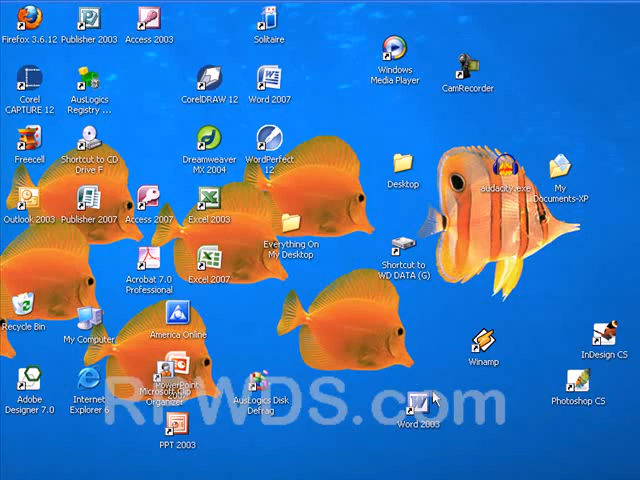 Firefox 3.6.12
Publisher 2003
Access 2003
Solitaire
Windows
Media Player
CamRecorder
Corel
CAPTURE 12
AusLogics
Registry ...
CorelDRAW 12
Word 2007
Freecell
Shortcut to CD
Drive F
Dreamweaver
MX 2004
WordPerfect
12
Desktop
audacity.exe
My
Documents-XP
Outlook 2003
Publisher 2007
Access 2007
Excel 2003
Everything On
My Desktop
Acrobat 7.0
Professional
Excel 2007
Shortcut to
WD DATA (G)
Recycle Bin
My Computer
America Online
Winamp
InDesign CS
Adobe
Designer 7.0
Internet
Explorer 6
PowerPoint
Microsoft Clip
Organizer
AusLogics Disk
Defrag
Word 2003
Photoshop CS
PPT 2003